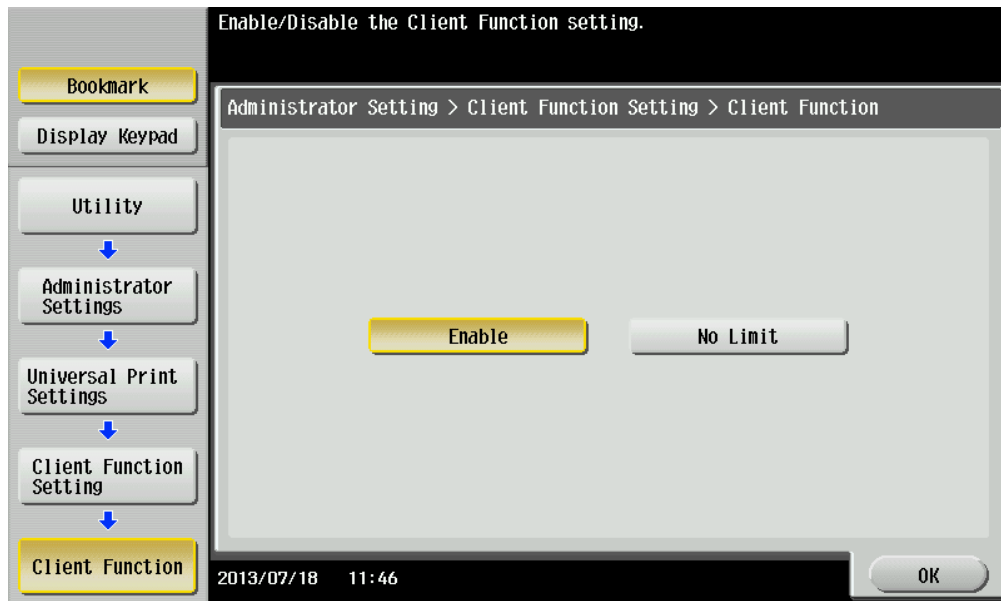 Enable/Disable the Client Function setting.
Bookmark
Display Keypad
Utility
Administrator
Settings
Universal Print
Settings
Client Function
Setting
Client Function
Administrator Setting > Client Function Setting > Client Function
Enable
No Limit
2013/07/18 11:46
OK